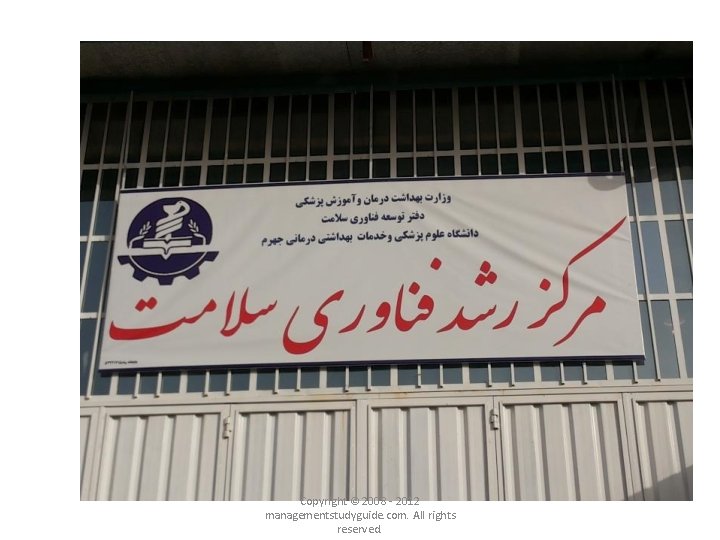 وزارت بهداشت درمان وآموزش پزشکی
دفتر توسعه فناوری سلامت
دانشگاه علوم پزشکی وخدمات بهداشتی درمانی جهرم
مرکز رشد فناوری سلامت
Copyright © 2008 - 2012
managementstudyguide.com. All rights
reserved.